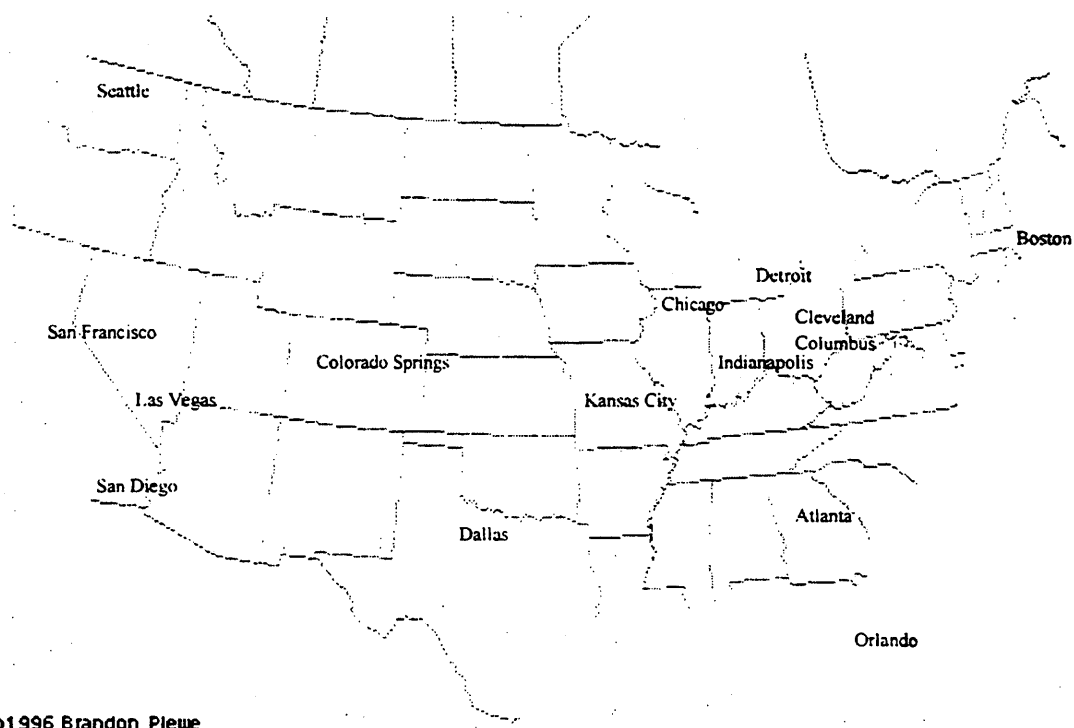 Seattle
Boston
Detroit
Chicago
Cleveland
San Francisco
Columbus
Colorado Springs
Indianapolis
Las Vegas
Kansas City
San Diego
Atlanta
Dallas
Orlando
©1996 Brandon Plewe